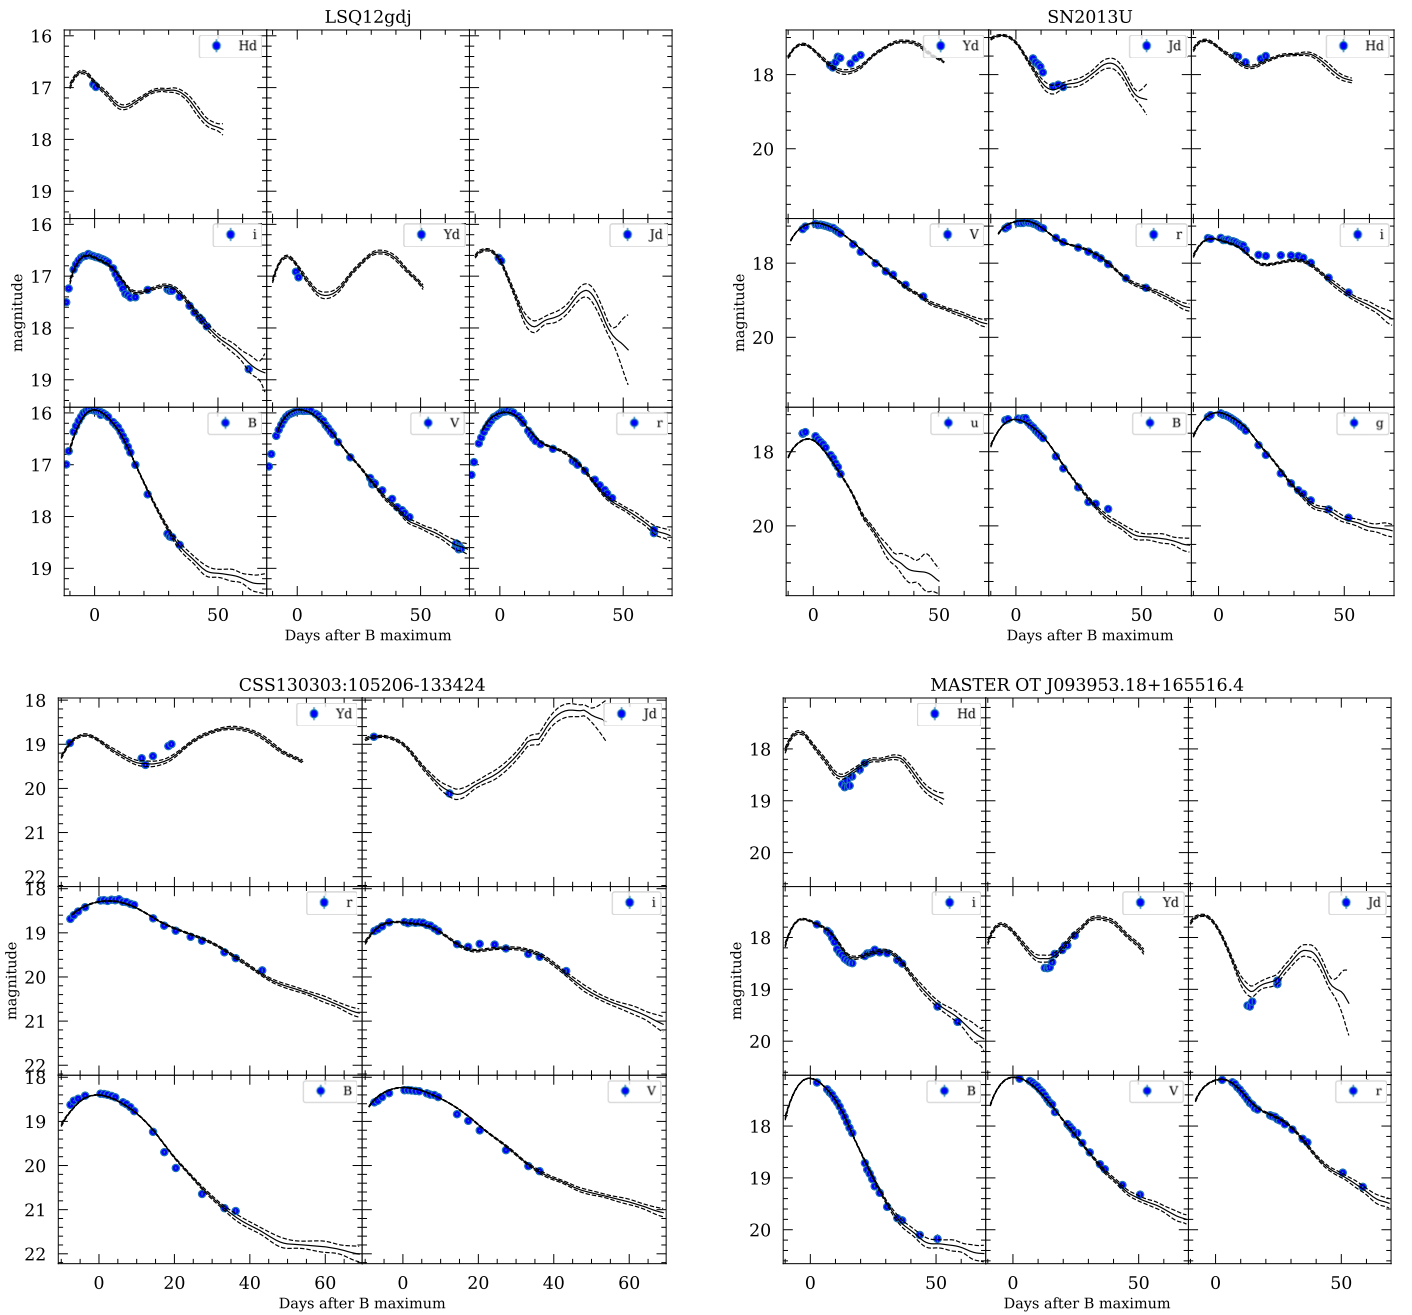 LSQ12gdj
16
17
18
19
Hd
16
17
18
19
i
Yd
Jd
magnitude
16
17
18
19
B
V
r
0 50 0 50 0 50
Days after B maximum
SN2013U
18
20
Yd
Jd
Hd
18
20
V
r
i
magnitude
18
20
u
B
g
0 50 0 50 0 50
Days after B maximum
CSS130303:105206-133424
18
19
20
21
22
Yd
Jd
18
19
20
21
22
r
i
magnitude
18
19
20
21
22
B
V
0 20 40 60 0 20 40 60
Days after B maximum
MASTER OT J093953.18+165516.4
18
19
20
Hd
18
19
20
i
Yd
Jd
magnitude
18
19
20
B
V
r
0 50 0 50 0 50
Days after B maximum